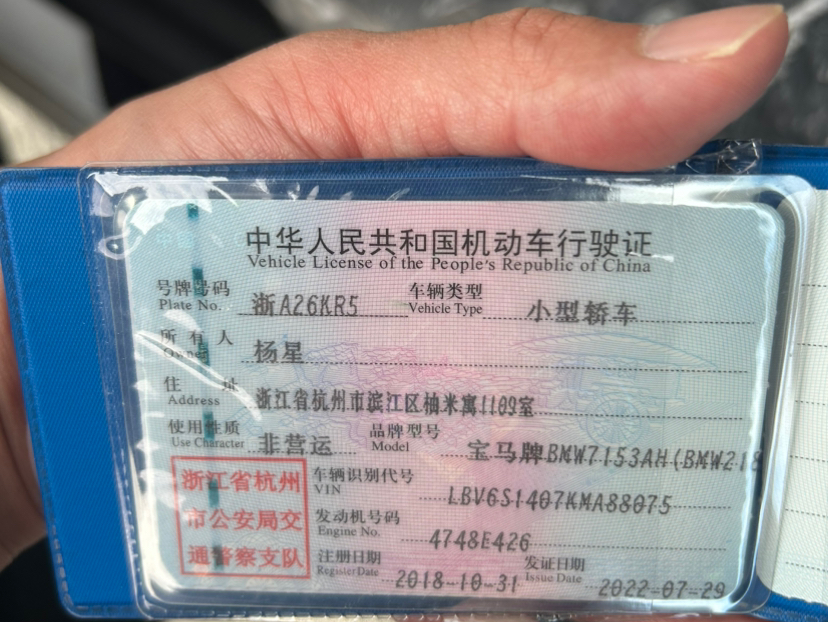 中华人民共和国机动车行驶证
Vehicle License of the People's Republic of China
号牌号码 浙A26KR5 车辆类型 小型轿车
Plate No. Vehicle Type
所有人 杨星
Owner
住址 浙江省杭州市滨江区柚米寓1109室
Address
使用性质 非营运 品牌型号 宝马牌BMW7153AH(BMW218
Use Character Model
浙江省杭州
市公安局交
通警察支队
车辆识别代号 LBV6S1407KMA88075
VIN
发动机号码 4748E426
Engine No.
注册日期 2018-10-31 发证日期 2022-07-29
Register Date Issue Date